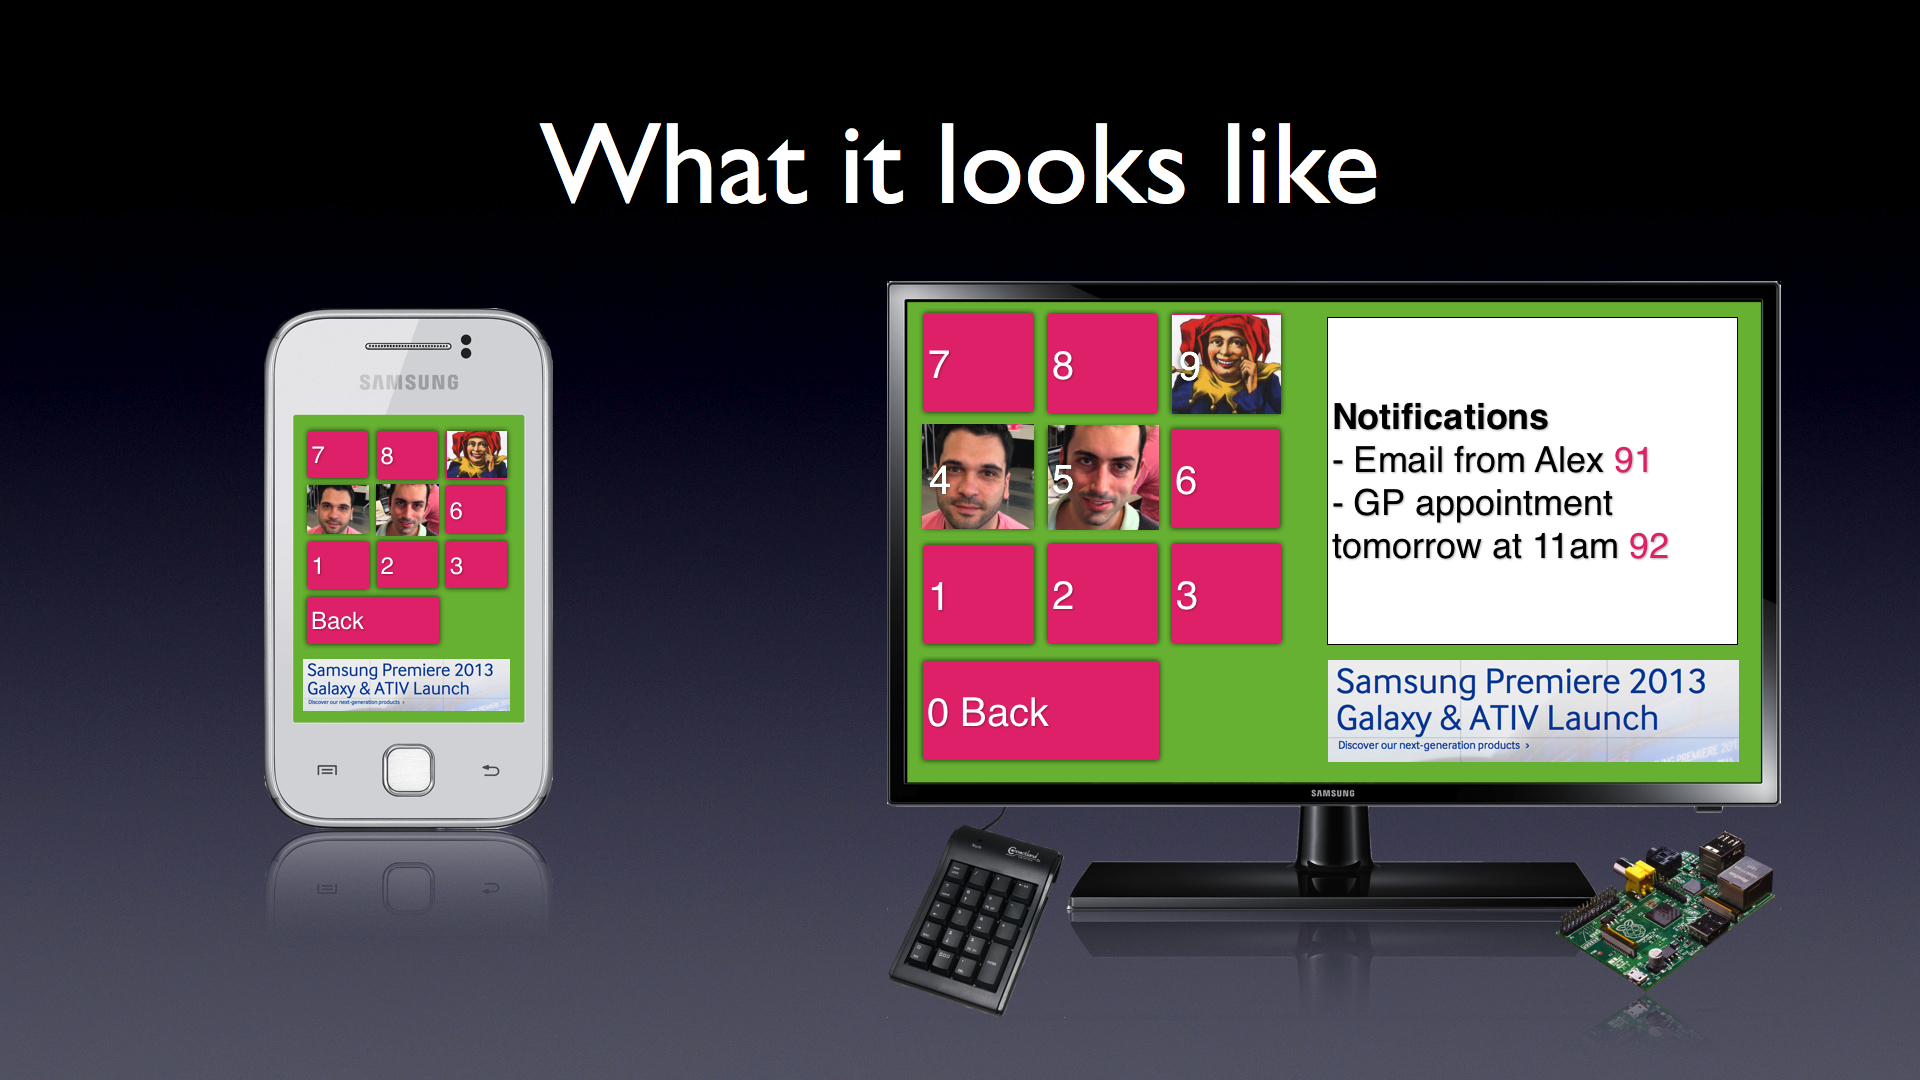 What it looks like
SAMSUNG
7
8
6
1
2
3
Back
Samsung Premiere 2013
Galaxy & ATIV Launch
Discover our next-generation products ›
7
8
9
4
5
6
1
2
3
0 Back
Notifications
- Email from Alex 91
- GP appointment
tomorrow at 11am 92
Samsung Premiere 2013
Galaxy & ATIV Launch
Discover our next-generation products ›
SAMSUNG